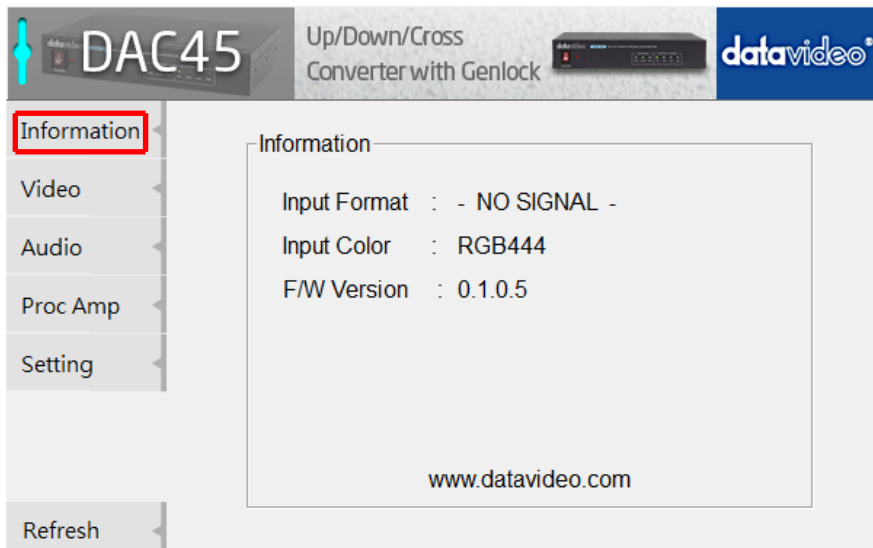 DAC45
Up/Down/Cross
Converter with Genlock
datavideo®
Information
Video
Audio
Proc Amp
Setting
Refresh
Information
Input Format : - NO SIGNAL -
Input Color : RGB444
F/W Version : 0.1.0.5
www.datavideo.com